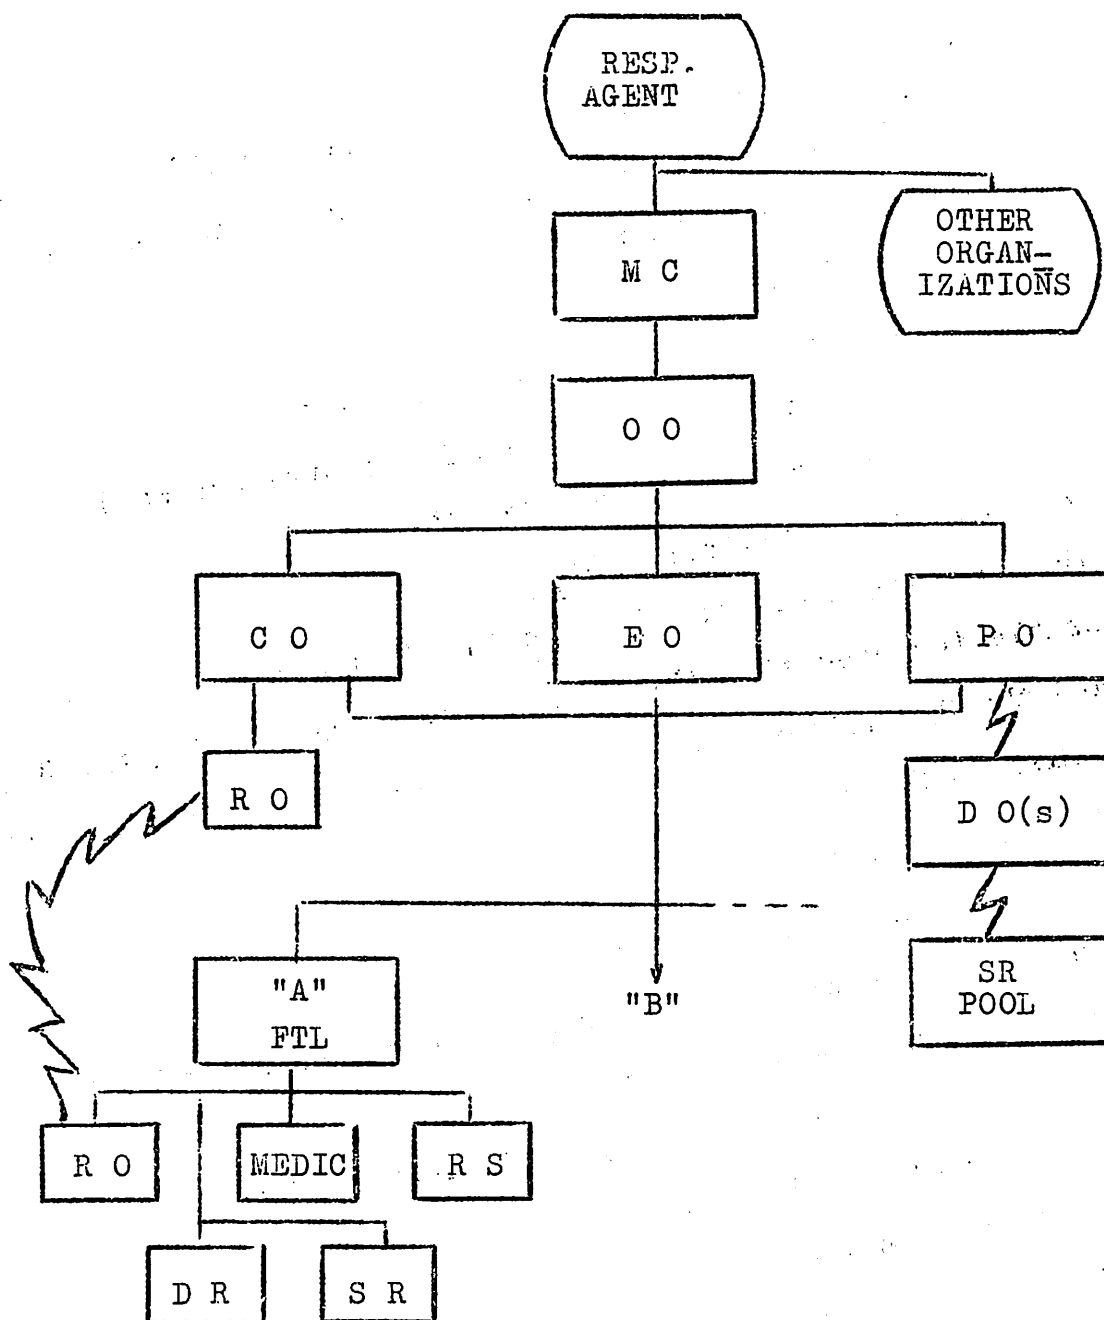 RESP.
AGENT
OTHER
ORGAN-
IZATIONS
M C
O O
C O
E O
P O
R O
D O(s)
"A"
FTL
"B"
SR
POOL
R O
MEDIC
R S
D R
S R